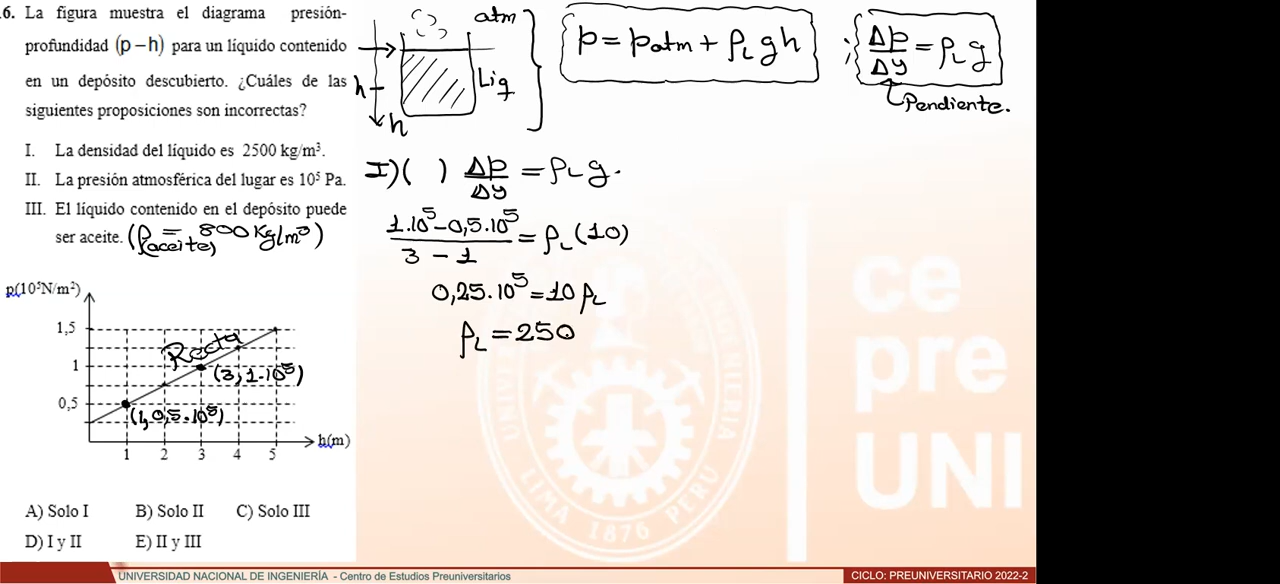 6. La figura muestra el diagrama presión-
profundidad (p – h) para un líquido contenido
en un depósito descubierto. ¿Cuáles de las
siguientes proposiciones son incorrectas?
I. La densidad del líquido es 2500 kg/m³.
II. La presión atmosférica del lugar es 10⁵ Pa.
III. El líquido contenido en el depósito puede
ser aceite. (ρaceite = 800 Kg/m³)
p(10⁵N/m²)
1,5
1
0,5
Recta
(3, 1.10⁵)
(1, 0,5.10⁵)
h(m)
1 2 3 4 5
A) Solo I B) Solo II C) Solo III
D) I y II E) II y III
atm
Liq
h
h
p = patm + ρL g h
; Δp/Δy = ρL g
Pendiente.
I) ( ) Δp/Δy = ρL g.
1.10⁵ – 0,5.10⁵ / 3 – 1 = ρL (10)
0,25.10⁵ = 10 ρL
ρL = 250
ce
pre
UNI
LIMA 1876 PERU
UNIVERSIDAD NACIONAL DE INGENIERÍA - Centro de Estudios Preuniversitarios
CICLO: PREUNIVERSITARIO 2022-2